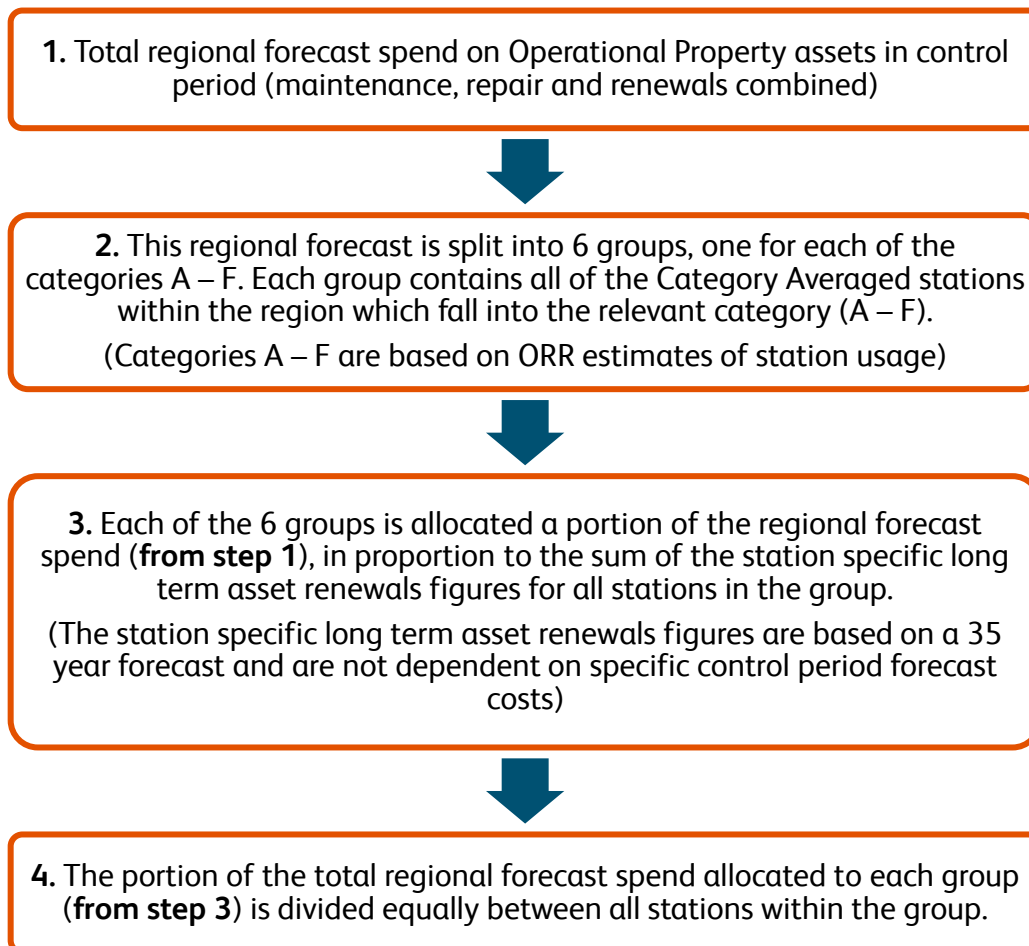 1. Total regional forecast spend on Operational Property assets in control
period (maintenance, repair and renewals combined)
2. This regional forecast is split into 6 groups, one for each of the
categories A – F. Each group contains all of the Category Averaged stations
within the region which fall into the relevant category (A – F).
(Categories A – F are based on ORR estimates of station usage)
3. Each of the 6 groups is allocated a portion of the regional forecast
spend (from step 1), in proportion to the sum of the station specific long
term asset renewals figures for all stations in the group.
(The station specific long term asset renewals figures are based on a 35
year forecast and are not dependent on specific control period forecast
costs)
4. The portion of the total regional forecast spend allocated to each group
(from step 3) is divided equally between all stations within the group.